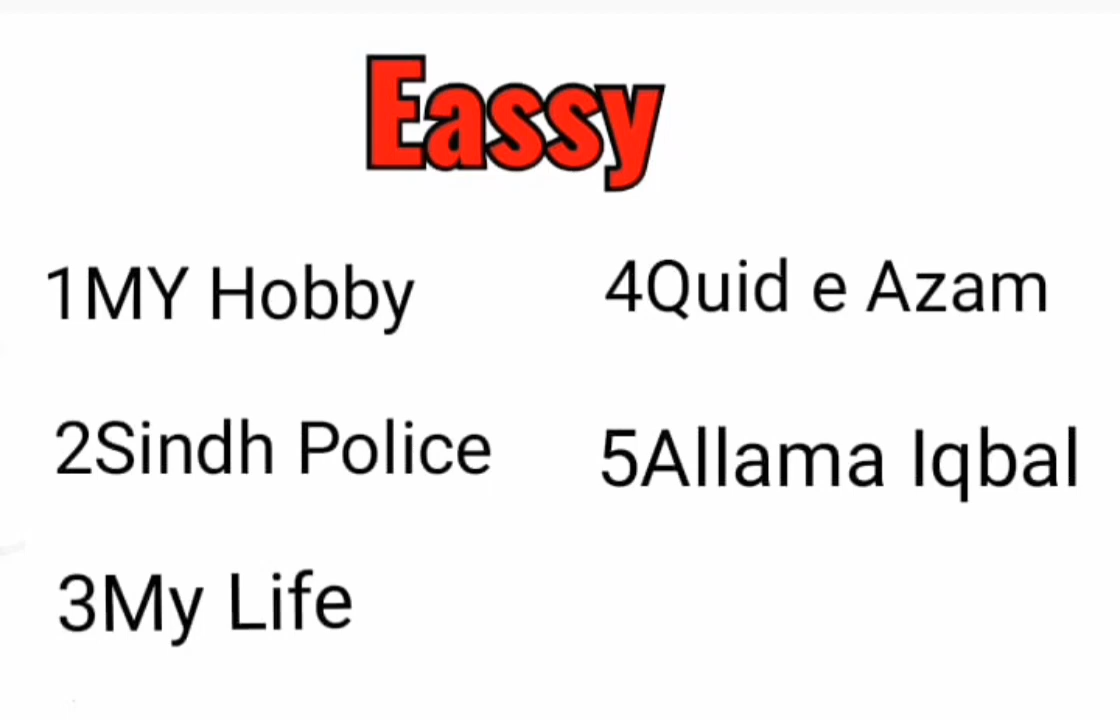 Eassy
1MY Hobby
2Sindh Police
3My Life
4Quid e Azam
5Allama Iqbal